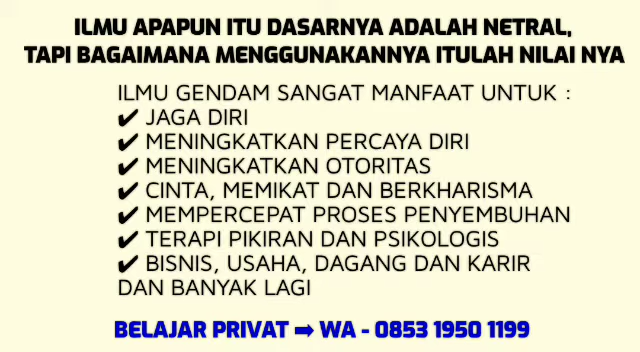 ILMU APAPUN ITU DASARNYA ADALAH NETRAL,
TAPI BAGAIMANA MENGGUNAKANNYA ITULAH NILAI NYA
ILMU GENDAM SANGAT MANFAAT UNTUK :
✔ JAGA DIRI
✔ MENINGKATKAN PERCAYA DIRI
✔ MENINGKATKAN OTORITAS
✔ CINTA, MEMIKAT DAN BERKHARISMA
✔ MEMPERCEPAT PROSES PENYEMBUHAN
✔ TERAPI PIKIRAN DAN PSIKOLOGIS
✔ BISNIS, USAHA, DAGANG DAN KARIR
DAN BANYAK LAGI
BELAJAR PRIVAT ➡ WA - 0853 1950 1199